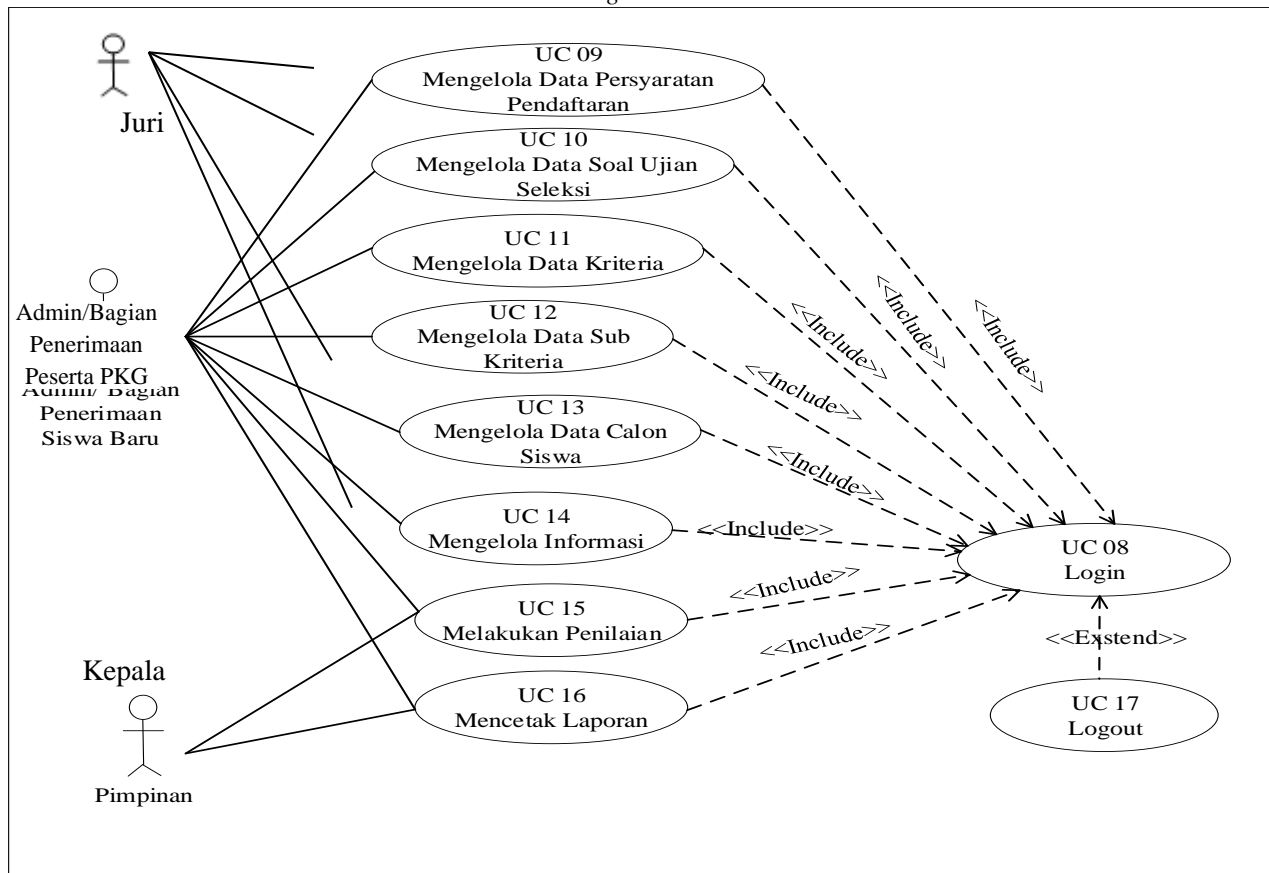 Juri
UC 09
Mengelola Data Persyaratan
Pendaftaran
UC 10
Mengelola Data Soal Ujian
Seleksi
UC 11
Mengelola Data Kriteria
UC 12
Mengelola Data Sub
Kriteria
UC 13
Mengelola Data Calon
Siswa
UC 14
Mengelola Informasi
UC 15
Melakukan Penilaian
UC 16
Mencetak Laporan
Admin/Bagian
Penerimaan
Peserta PKG
Admin/ Bagian
Penerimaan
Siswa Baru
Kepala
Pimpinan
<<Include>>
<<Include>>
<<Include>>
<<Include>>
<<Include>>
<<Include>>
<<Include>>
<<Include>>
UC 08
Login
<<Exstend>>
UC 17
Logout